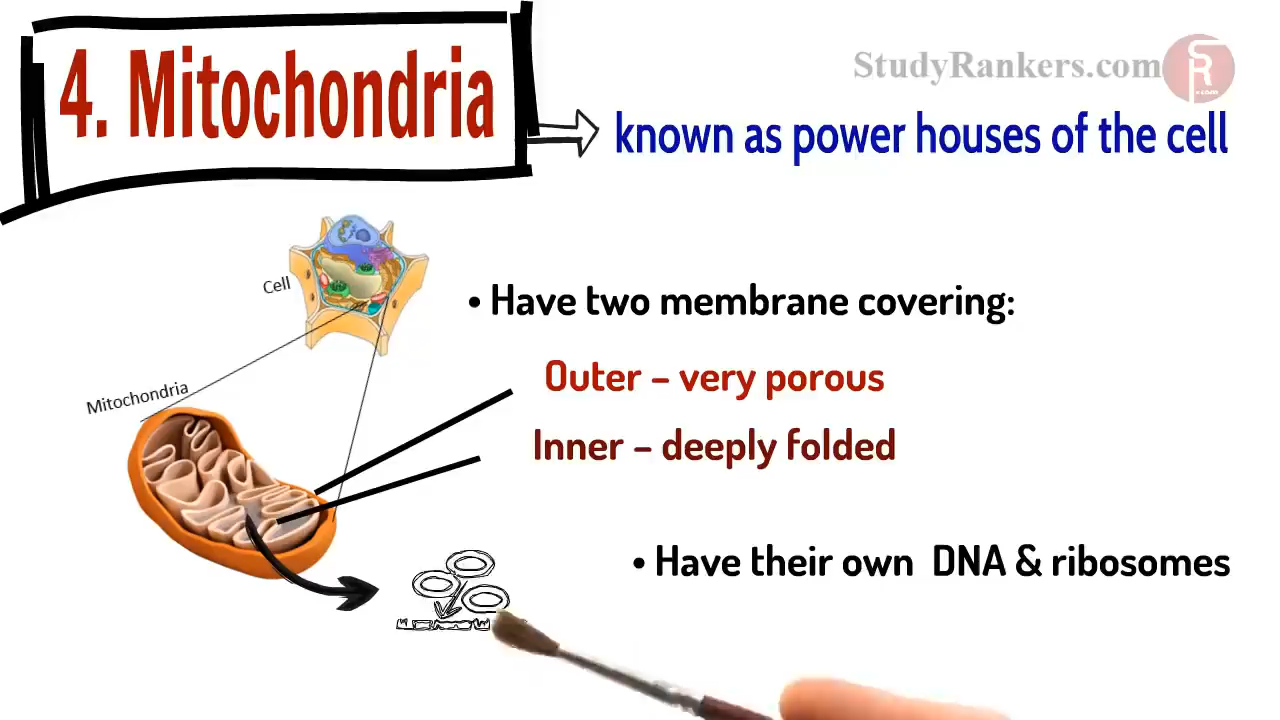 4. Mitochondria
StudyRankers.com
SR
known as power houses of the cell
Cell
• Have two membrane covering:
Mitochondria
Outer – very porous
Inner – deeply folded
• Have their own DNA & ribosomes